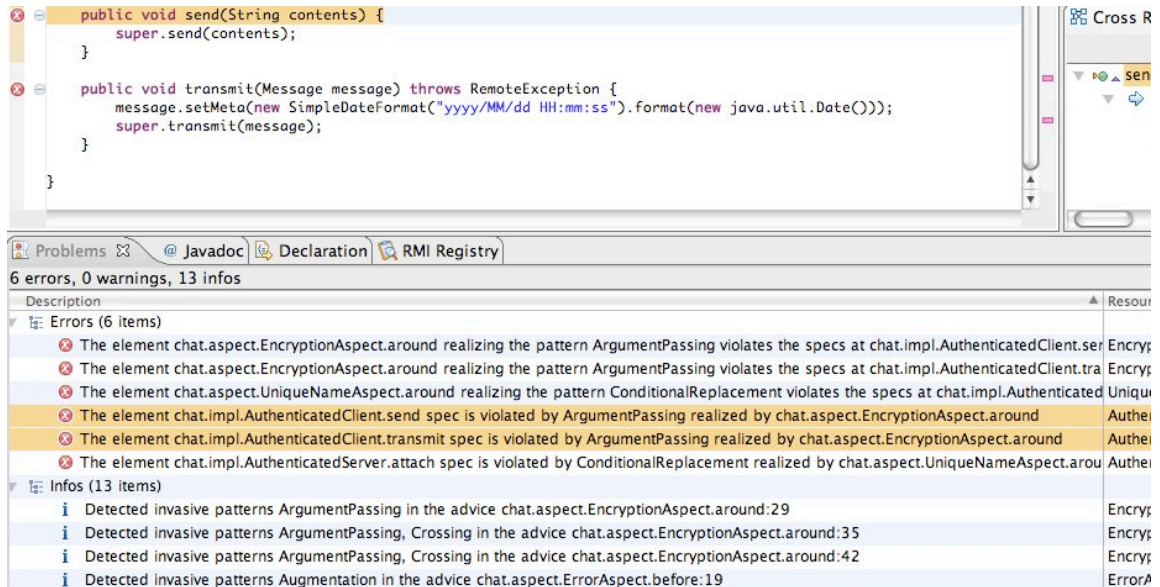 public void send(String contents) {
super.send(contents);
}
public void transmit(Message message) throws RemoteException {
message.setMeta(new SimpleDateFormat("yyyy/MM/dd HH:mm:ss").format(new java.util.Date()));
super.transmit(message);
}
}
Cross R
sen
Problems @ Javadoc Declaration RMI Registry
6 errors, 0 warnings, 13 infos
Description Resour
Errors (6 items)
The element chat.aspect.EncryptionAspect.around realizing the pattern ArgumentPassing violates the specs at chat.impl.AuthenticatedClient.ser Encryp
The element chat.aspect.EncryptionAspect.around realizing the pattern ArgumentPassing violates the specs at chat.impl.AuthenticatedClient.tra Encryp
The element chat.aspect.UniqueNameAspect.around realizing the pattern ConditionalReplacement violates the specs at chat.impl.Authenticated Unique
The element chat.impl.AuthenticatedClient.send spec is violated by ArgumentPassing realized by chat.aspect.EncryptionAspect.around Auther
The element chat.impl.AuthenticatedClient.transmit spec is violated by ArgumentPassing realized by chat.aspect.EncryptionAspect.around Auther
The element chat.impl.AuthenticatedServer.attach spec is violated by ConditionalReplacement realized by chat.aspect.UniqueNameAspect.arou Auther
Infos (13 items)
i Detected invasive patterns ArgumentPassing in the advice chat.aspect.EncryptionAspect.around:29 Encryp
i Detected invasive patterns ArgumentPassing, Crossing in the advice chat.aspect.EncryptionAspect.around:35 Encryp
i Detected invasive patterns ArgumentPassing, Crossing in the advice chat.aspect.EncryptionAspect.around:42 Encryp
i Detected invasive patterns Augmentation in the advice chat.aspect.ErrorAspect.before:19 ErrorA